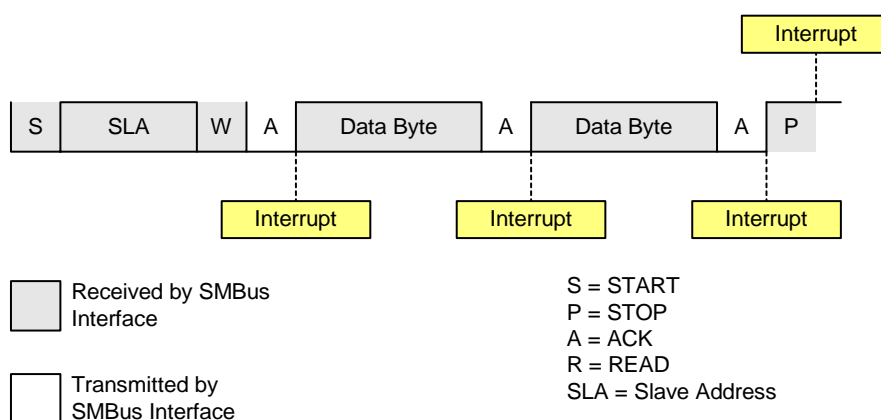 Interrupt
S SLA W A Data Byte A Data Byte A P
Interrupt Interrupt Interrupt
Received by SMBus
Interface
Transmitted by
SMBus Interface
S = START
P = STOP
A = ACK
R = READ
SLA = Slave Address